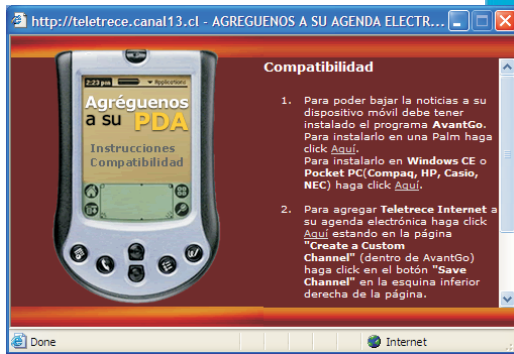 http://teletrece.canal13.cl - AGREGUENOS A SU AGENDA ELECTR...
2:23 pm
Applications
Agréguenos
a su PDA
Instrucciones
Compatibilidad
Compatibilidad
1. Para poder bajar la noticias a su
dispositivo móvil debe tener
instalado el programa AvantGo.
Para instalarlo en una Palm haga
click Aquí.
Para instalarlo en Windows CE o
Pocket PC(Compaq, HP, Casio,
NEC) haga click Aquí.
2. Para agregar Teletrece Internet a
su agenda electrónica haga click
Aquí estando en la página
"Create a Custom
Channel" (dentro de AvantGo)
haga click en el botón "Save
Channel" en la esquina inferior
derecha de la página.
Done
Internet